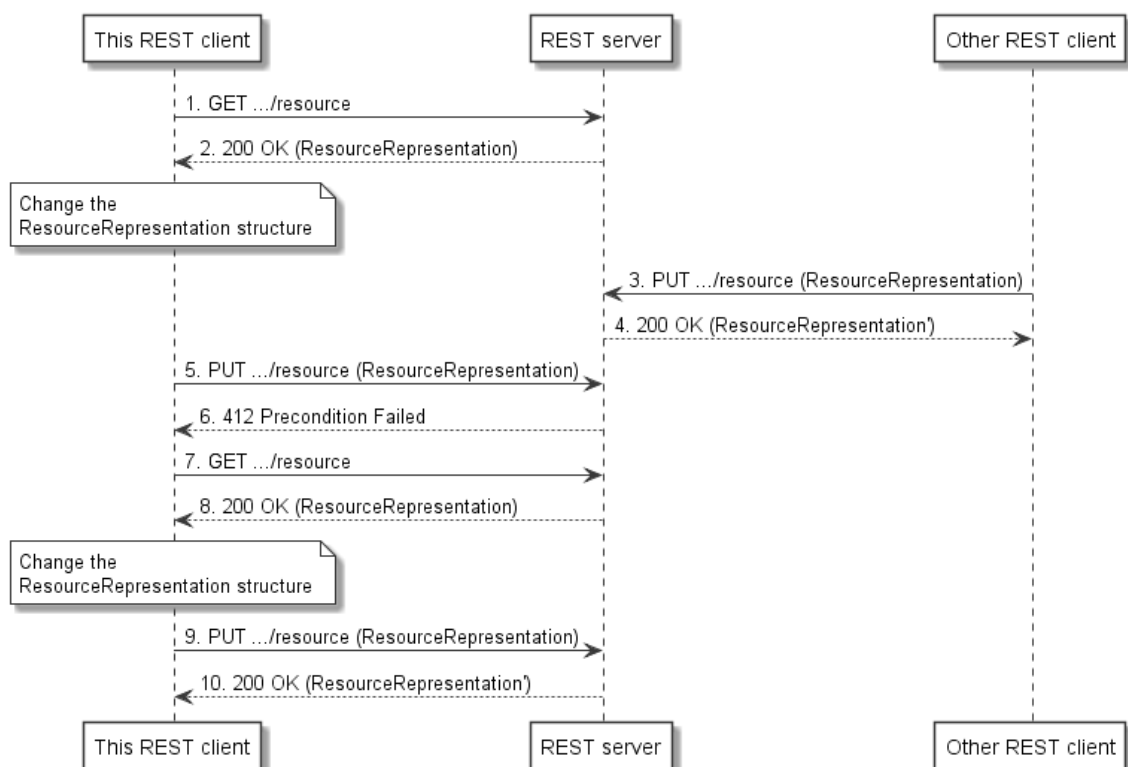 This REST client
REST server
Other REST client
1. GET .../resource
2. 200 OK (ResourceRepresentation)
Change the
ResourceRepresentation structure
3. PUT .../resource (ResourceRepresentation)
4. 200 OK (ResourceRepresentation')
5. PUT .../resource (ResourceRepresentation)
6. 412 Precondition Failed
7. GET .../resource
8. 200 OK (ResourceRepresentation)
Change the
ResourceRepresentation structure
9. PUT .../resource (ResourceRepresentation)
10. 200 OK (ResourceRepresentation')
This REST client
REST server
Other REST client